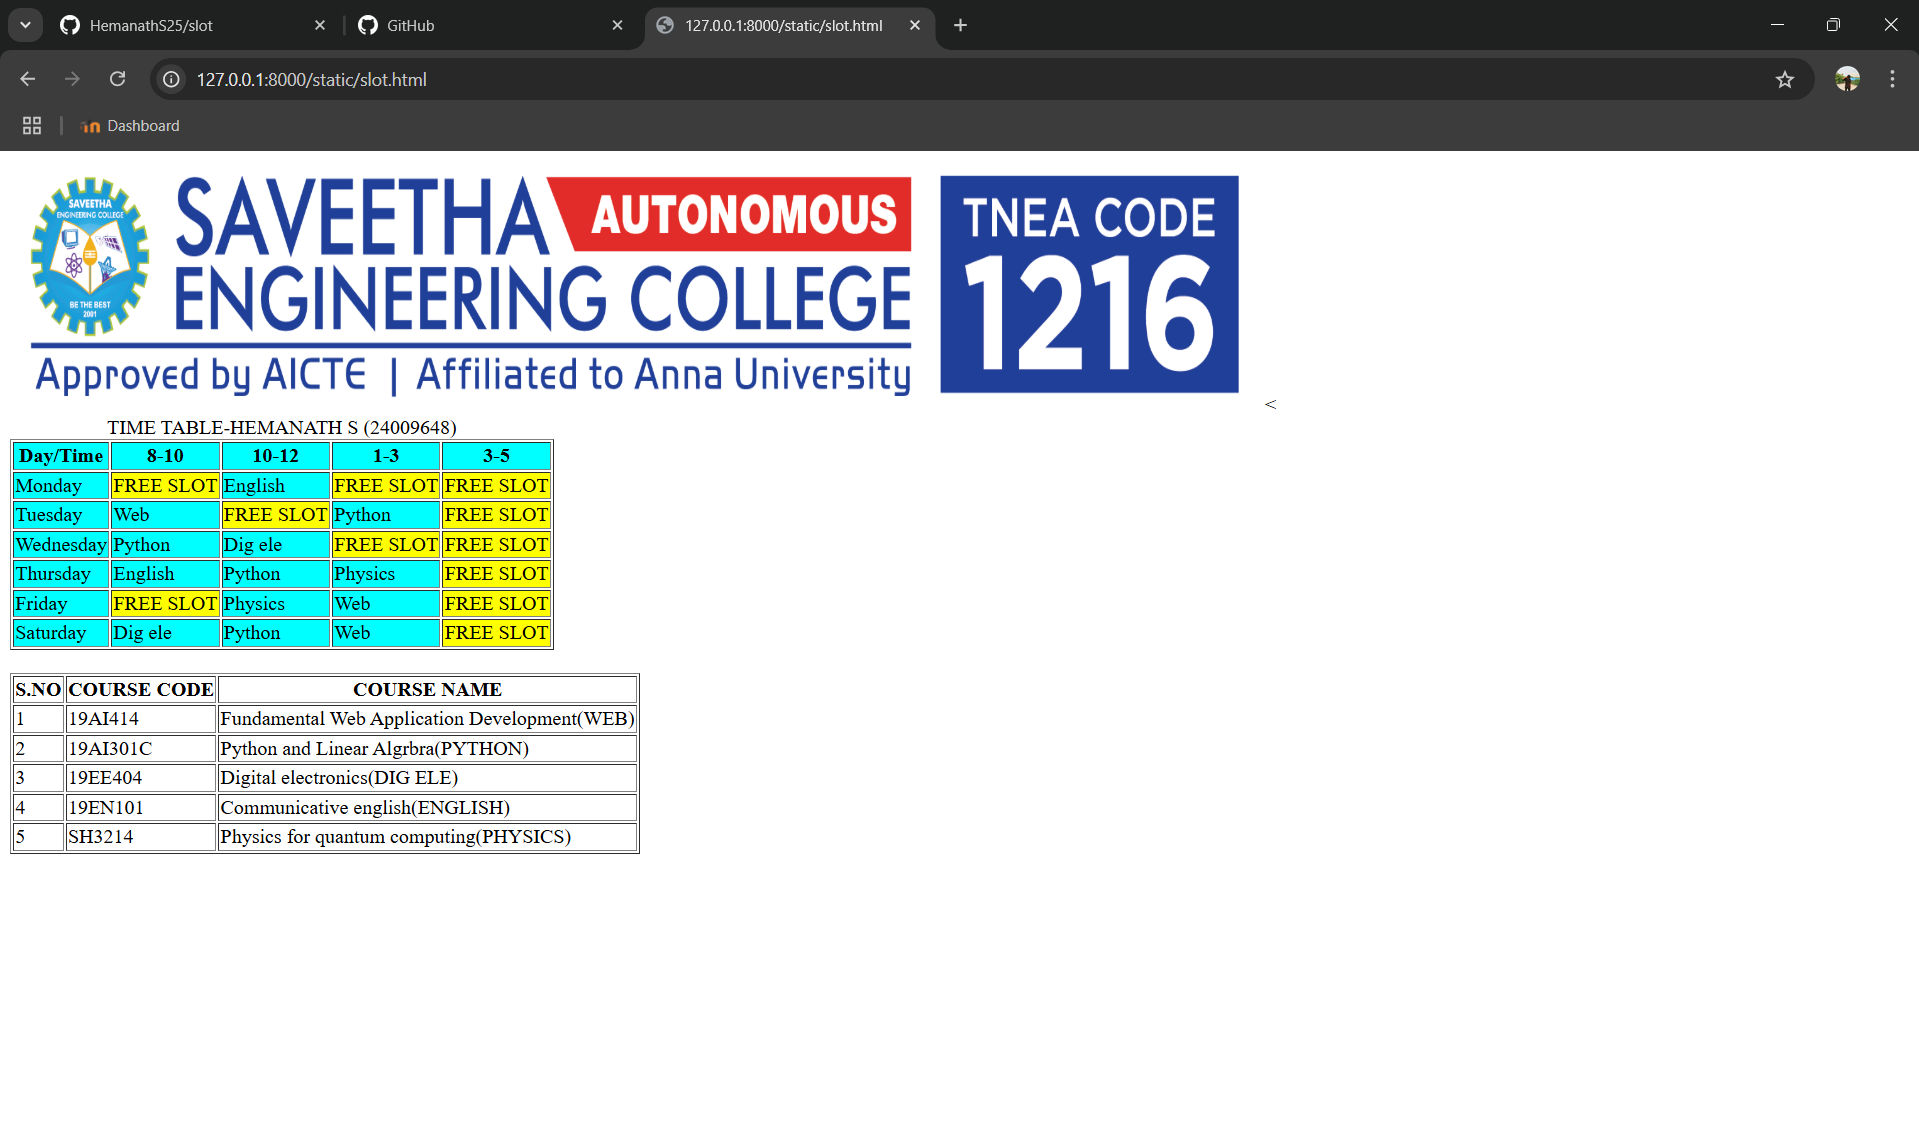 HemanathS25/slot
GitHub
127.0.0.1:8000/static/slot.html
127.0.0.1:8000/static/slot.html
Dashboard
SAVEETHA
ENGINEERING COLLEGE
BE THE BEST
2001
SAVEETHA AUTONOMOUS
ENGINEERING COLLEGE
Approved by AICTE | Affiliated to Anna University
TNEA CODE
1216
<
TIME TABLE-HEMANATH S (24009648)
Day/Time 8-10 10-12 1-3 3-5
Monday FREE SLOT English FREE SLOT FREE SLOT
Tuesday Web FREE SLOT Python FREE SLOT
Wednesday Python Dig ele FREE SLOT FREE SLOT
Thursday English Python Physics FREE SLOT
Friday FREE SLOT Physics Web FREE SLOT
Saturday Dig ele Python Web FREE SLOT
S.NO COURSE CODE COURSE NAME
1 19AI414 Fundamental Web Application Development(WEB)
2 19AI301C Python and Linear Algrbra(PYTHON)
3 19EE404 Digital electronics(DIG ELE)
4 19EN101 Communicative english(ENGLISH)
5 SH3214 Physics for quantum computing(PHYSICS)